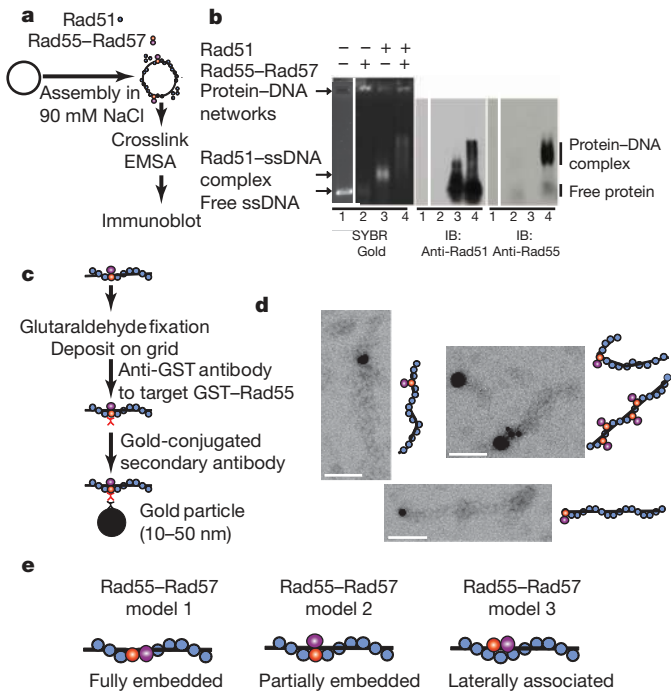 a
Rad51
Rad55–Rad57
Assembly in
90 mM NaCl
Crosslink
EMSA
Immunoblot
b
Rad51 – – + +
Rad55–Rad57 – + – +
Protein–DNA
networks
Rad51–ssDNA
complex
Free ssDNA
Protein–DNA
complex
Free protein
1 2 3 4 1 2 3 4 1 2 3 4
SYBR
Gold
IB:
Anti-Rad51
IB:
Anti-Rad55
c
Glutaraldehyde fixation
Deposit on grid
Anti-GST antibody
to target GST–Rad55
Gold-conjugated
secondary antibody
Gold particle
(10–50 nm)
d
e
Rad55–Rad57
model 1
Fully embedded
Rad55–Rad57
model 2
Partially embedded
Rad55–Rad57
model 3
Laterally associated